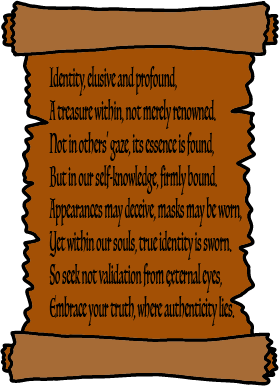 Identity, elusive and profound,
A treasure within, not merely renowned.
Not in others' gaze, its essence is found,
But in our self-knowledge, firmly bound.
Appearances may deceive, masks may be worn,
Yet within our souls, true identity is sworn.
So seek not validation from external eyes,
Embrace your truth, where authenticity lies.